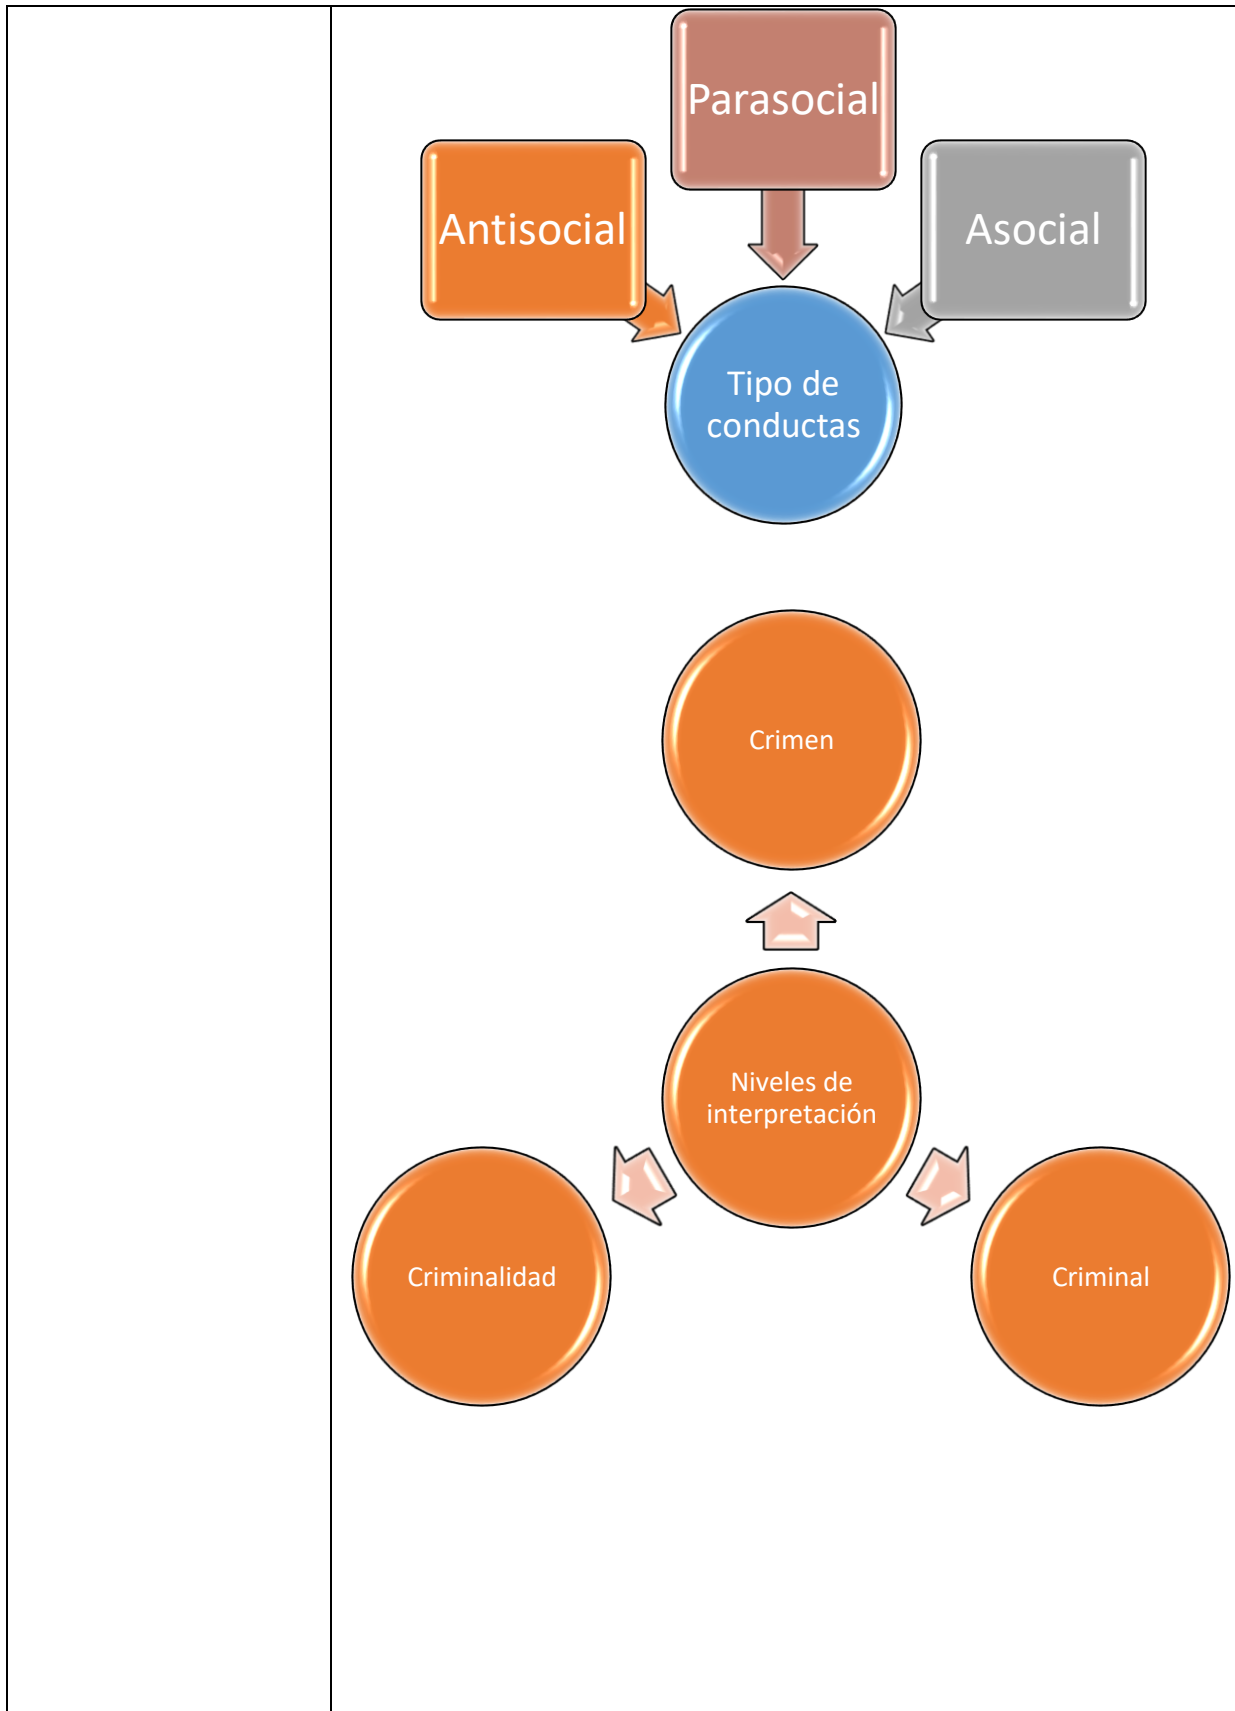 Parasocial
Antisocial
Asocial
Tipo de
conductas
Crimen
Niveles de
interpretación
Criminalidad
Criminal